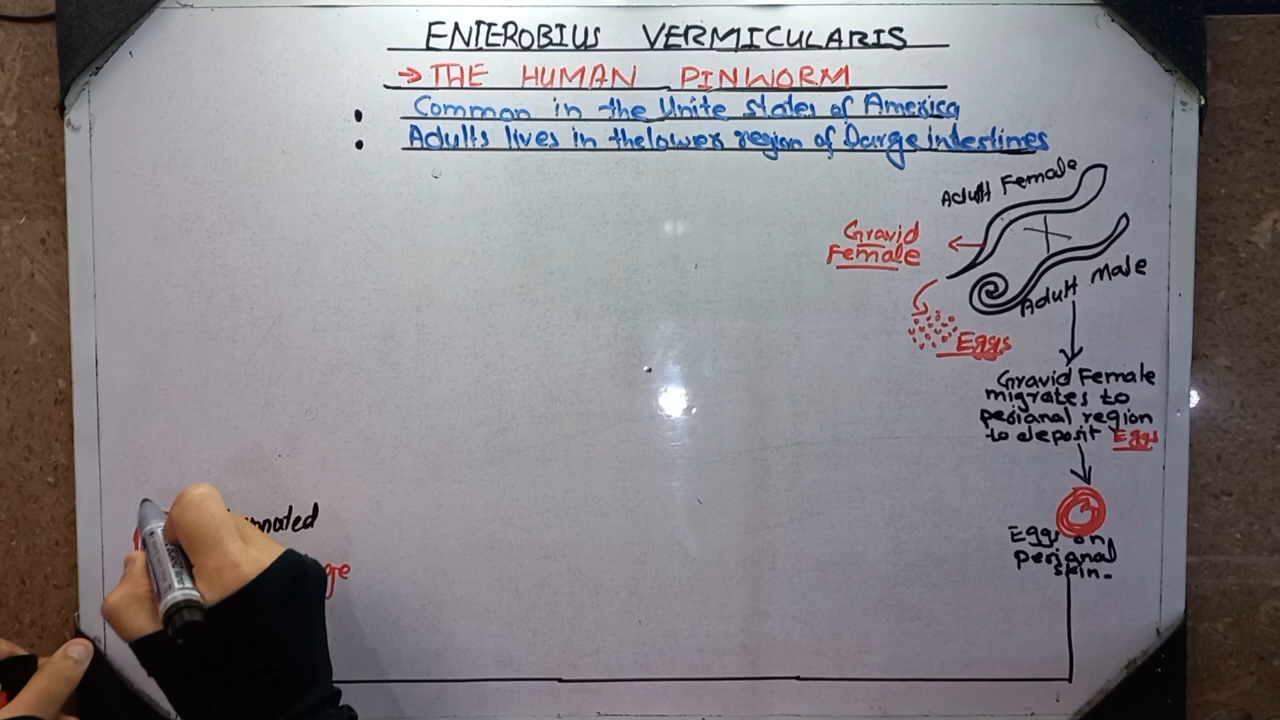 ENTEROBIUS VERMICULARIS
→ THE HUMAN PINWORM
• Common in the Unite states of America
• Adults lives in the lower region of Large intestines
Adult Female
Gravid
Female
Adult Male
Eggs
Gravid Female
migrates to
perianal region
to deposit Eggs
Eggs on
perianal
skin.